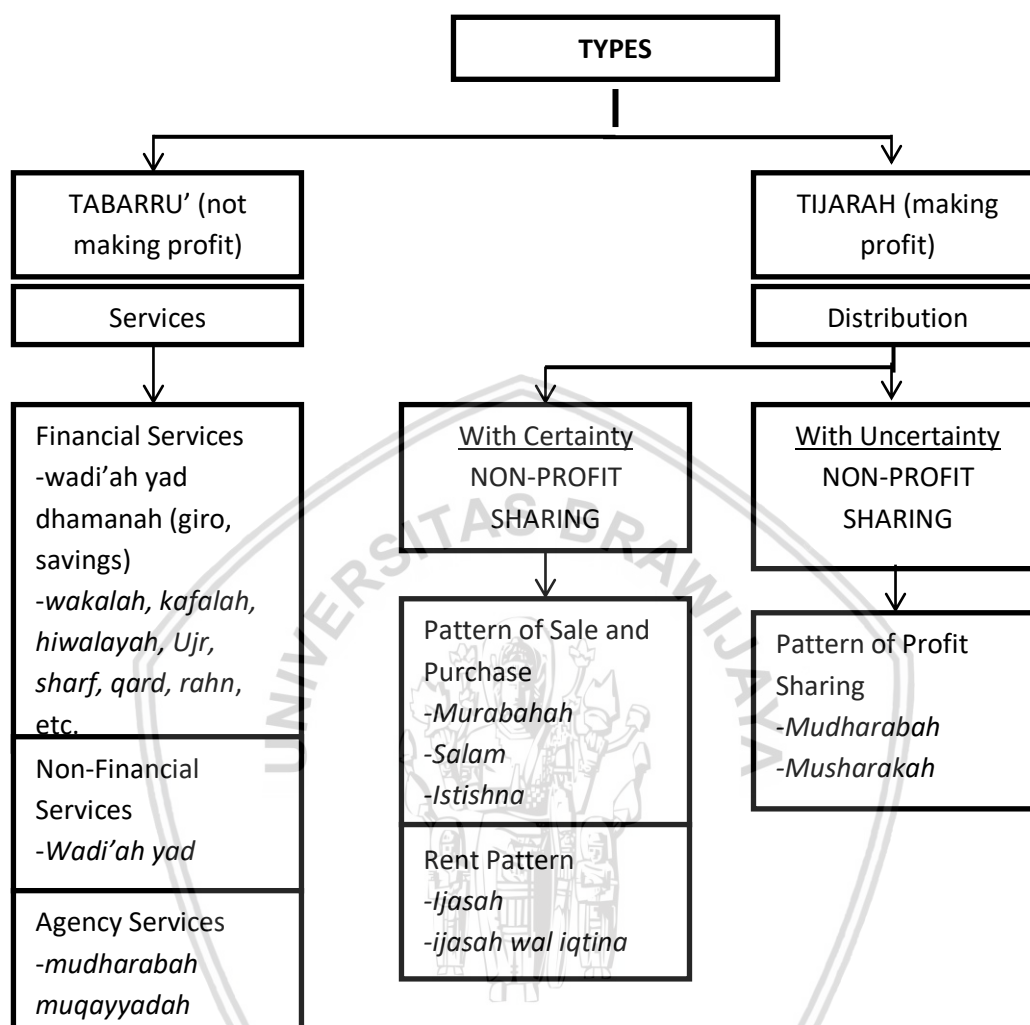 TYPES
TABARRU’ (not
making profit)
Services
TIJARAH (making
profit)
Distribution
Financial Services
-wadi’ah yad
dhamanah (giro,
savings)
-wakalah, kafalah,
hiwalayah, Ujr,
sharf, qard, rahn,
etc.
Non-Financial
Services
-Wadi’ah yad
Agency Services
-mudharabah
muqayyadah
With Certainty
NON-PROFIT
SHARING
Pattern of Sale and
Purchase
-Murabahah
-Salam
-Istishna
Rent Pattern
-Ijasah
-ijasah wal iqtina
With Uncertainty
NON-PROFIT
SHARING
Pattern of Profit
Sharing
-Mudharabah
-Musharakah
UNIVERSITAS BRAWIJAYA